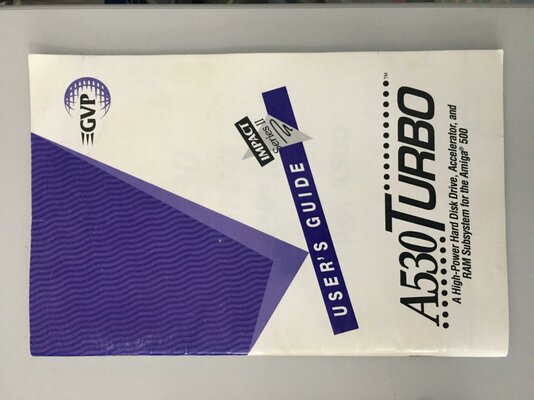 GVP
IMPACT
Series II
USER'S GUIDE
A530TURBO™
A High-Power Hard Disk Drive, Accelerator, and
RAM Subsystem for the Amiga® 500